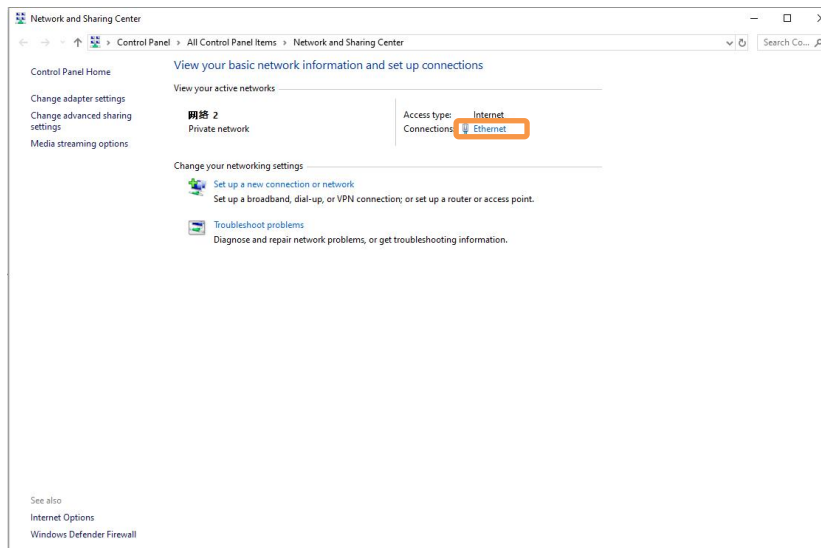 Network and Sharing Center
Control Panel › All Control Panel Items › Network and Sharing Center
Search Co...
Control Panel Home
Change adapter settings
Change advanced sharing
settings
Media streaming options
View your basic network information and set up connections
View your active networks
网络 2
Private network
Access type: Internet
Connections: Ethernet
Change your networking settings
Set up a new connection or network
Set up a broadband, dial-up, or VPN connection; or set up a router or access point.
Troubleshoot problems
Diagnose and repair network problems, or get troubleshooting information.
See also
Internet Options
Windows Defender Firewall